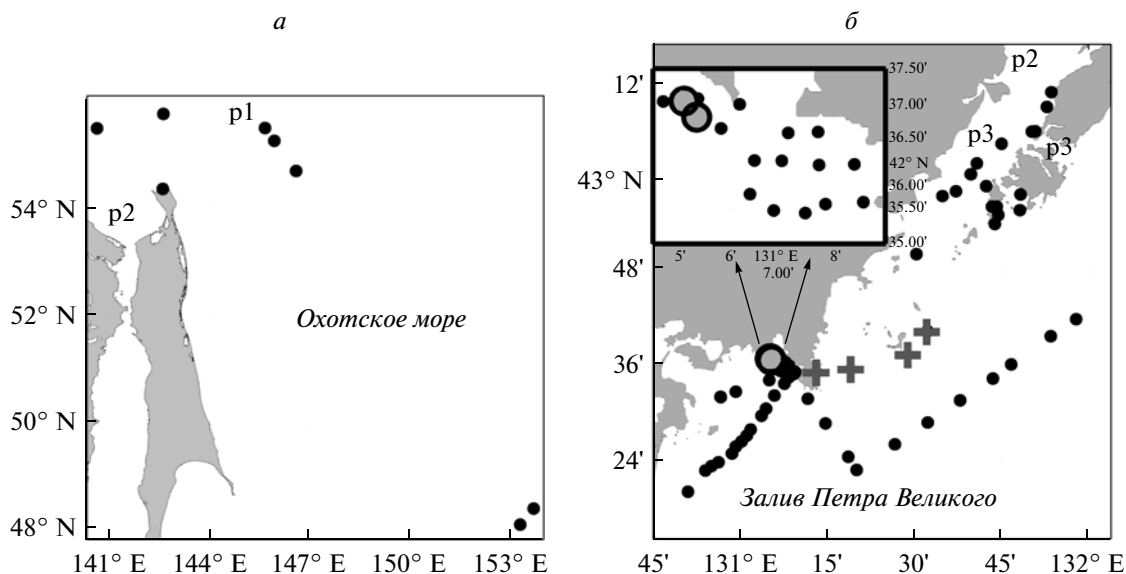 а
б
p1
p2
54° N
52° N
50° N
48° N
Охотское море
141° E 144° E 147° E 150° E 153° E
p2
12'
37.50'
37.00'
36.50'
42° N
36.00'
35.50'
35.00'
p3
p3
43° N
5' 6' 131° E 8'
7.00'
48'
36'
24'
Залив Петра Великого
45' 131° E 15' 30' 45' 132° E